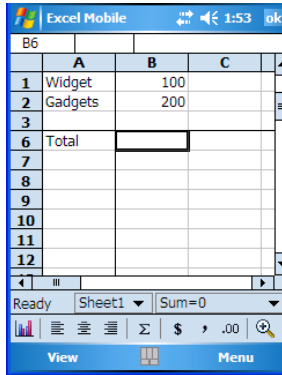 Excel Mobile 1:53 ok
B6
A B C
1 Widget 100
2 Gadgets 200
3
6 Total
7
8
9
10
11
12
Ready Sheet1 Sum=0
Σ $ , .00
View Menu